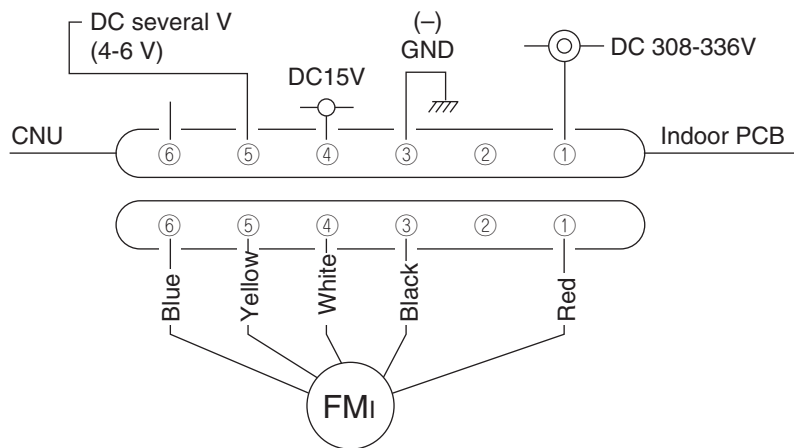 DC several V
(4-6 V)
(–)
GND
DC 308-336V
DC15V
CNU
Indoor PCB
⑥ ⑤ ④ ③ ② ①
⑥ ⑤ ④ ③ ② ①
Blue
Yellow
White
Black
Red
FMI